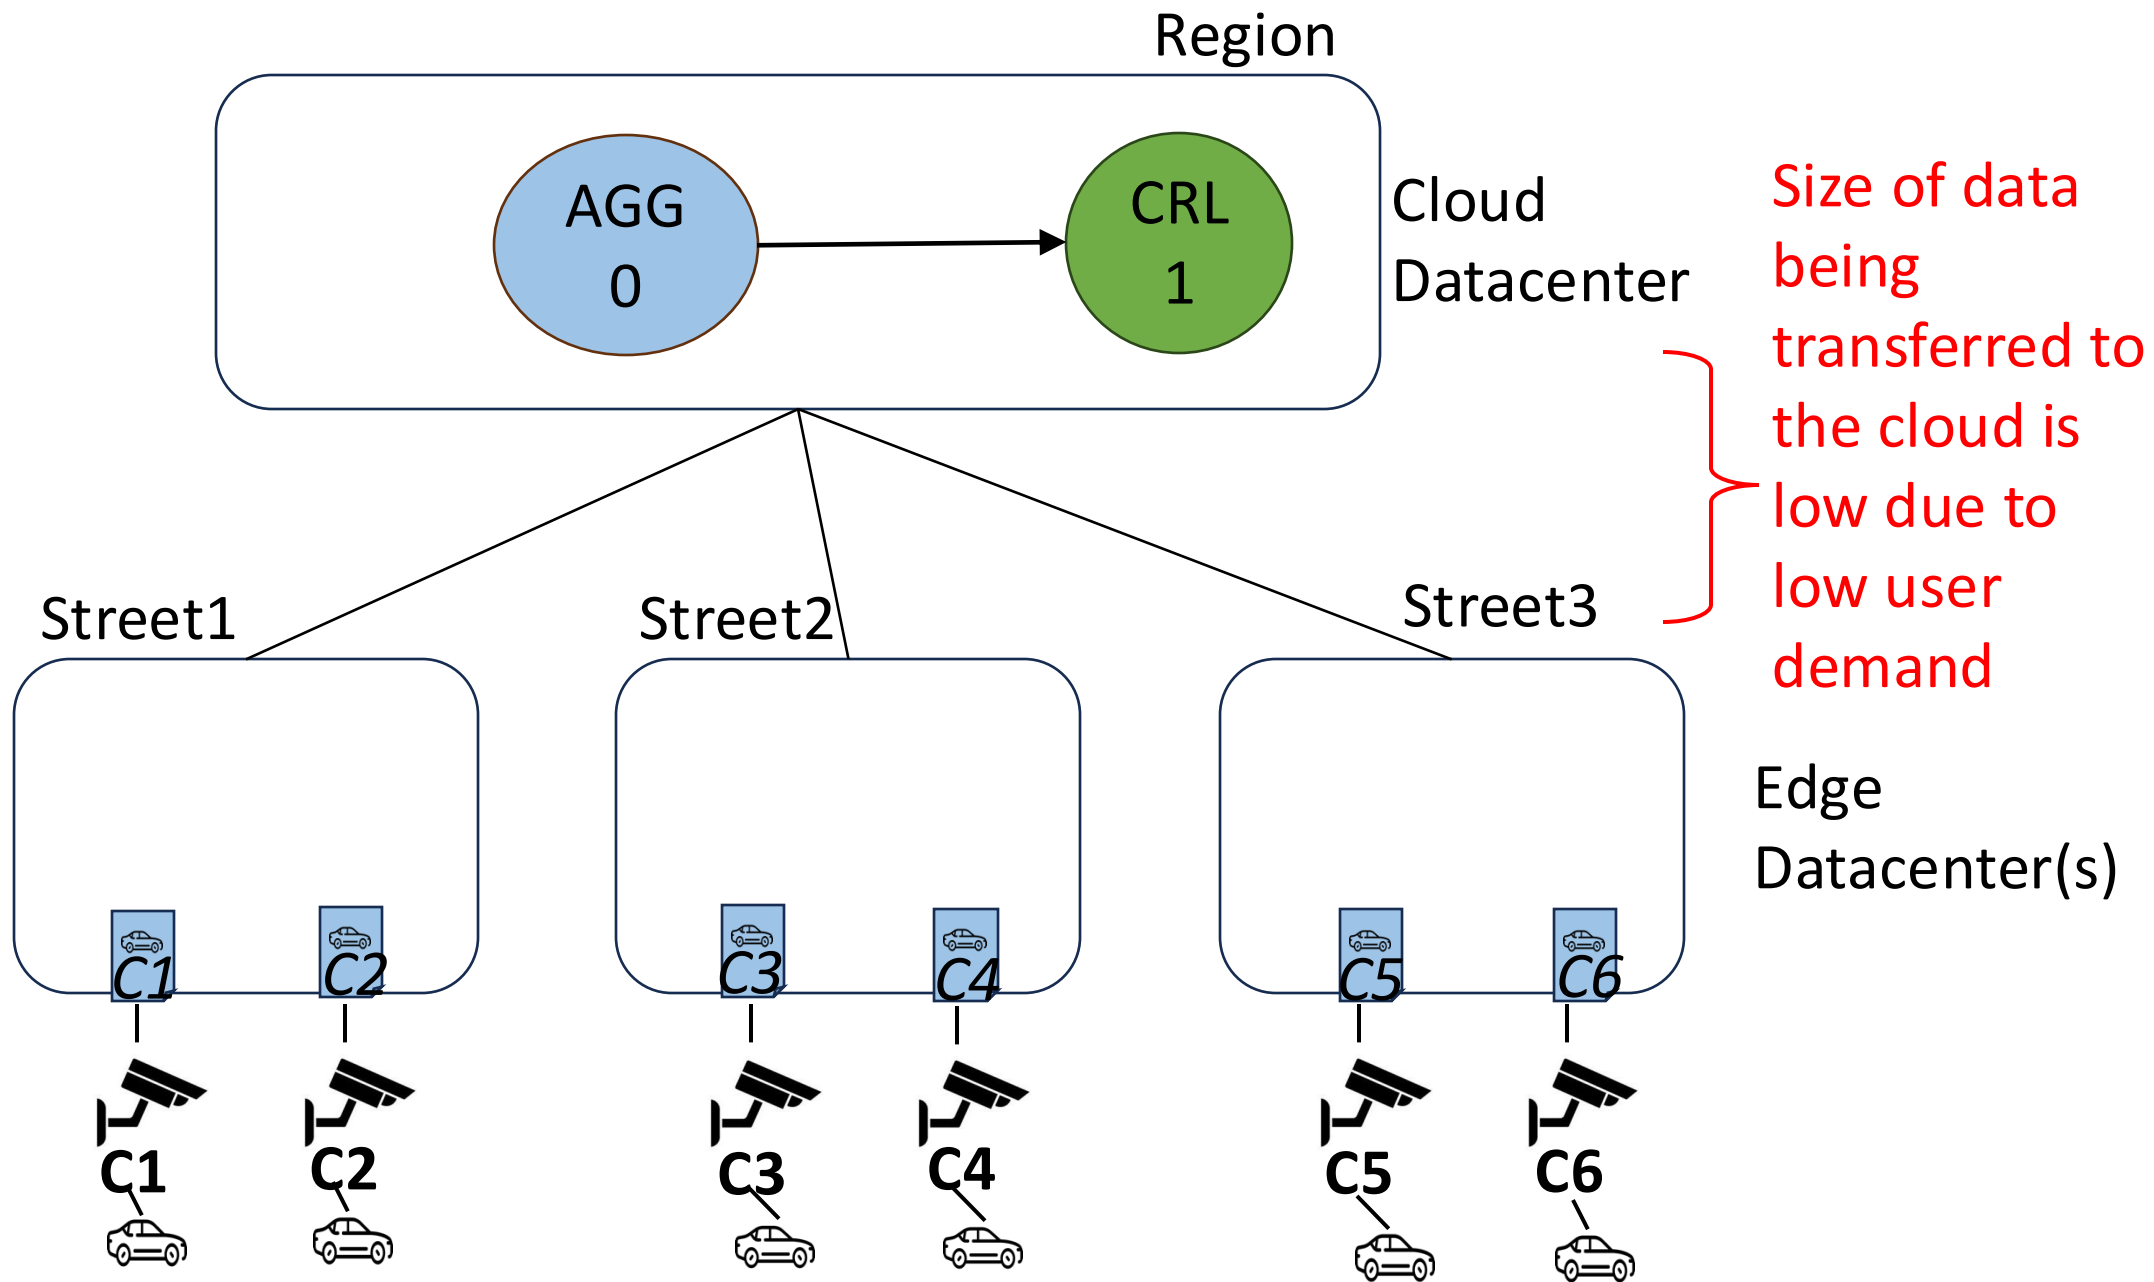 Region
AGG
0
CRL
1
Cloud
Datacenter
Size of data
being
transferred to
the cloud is
low due to
low user
demand
Street1
Street2
Street3
Edge
Datacenter(s)
C1
C2
C3
C4
C5
C6
C1
C2
C3
C4
C5
C6